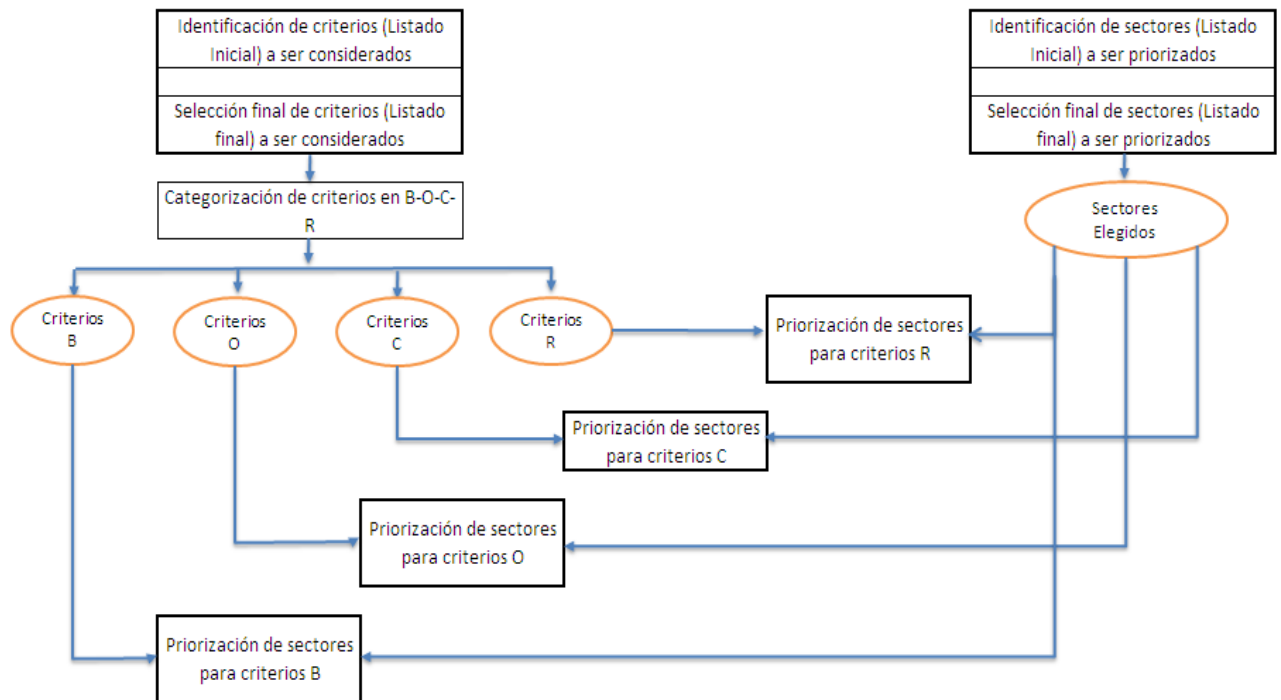 Identificación de criterios (Listado
Inicial) a ser considerados
Selección final de criterios (Listado
final) a ser considerados
Identificación de sectores (Listado
Inicial) a ser priorizados
Selección final de sectores (Listado
final) a ser priorizados
Categorización de criterios en B-O-C-
R
Sectores
Elegidos
Criterios
B
Criterios
O
Criterios
C
Criterios
R
Priorización de sectores
para criterios R
Priorización de sectores
para criterios C
Priorización de sectores
para criterios O
Priorización de sectores
para criterios B